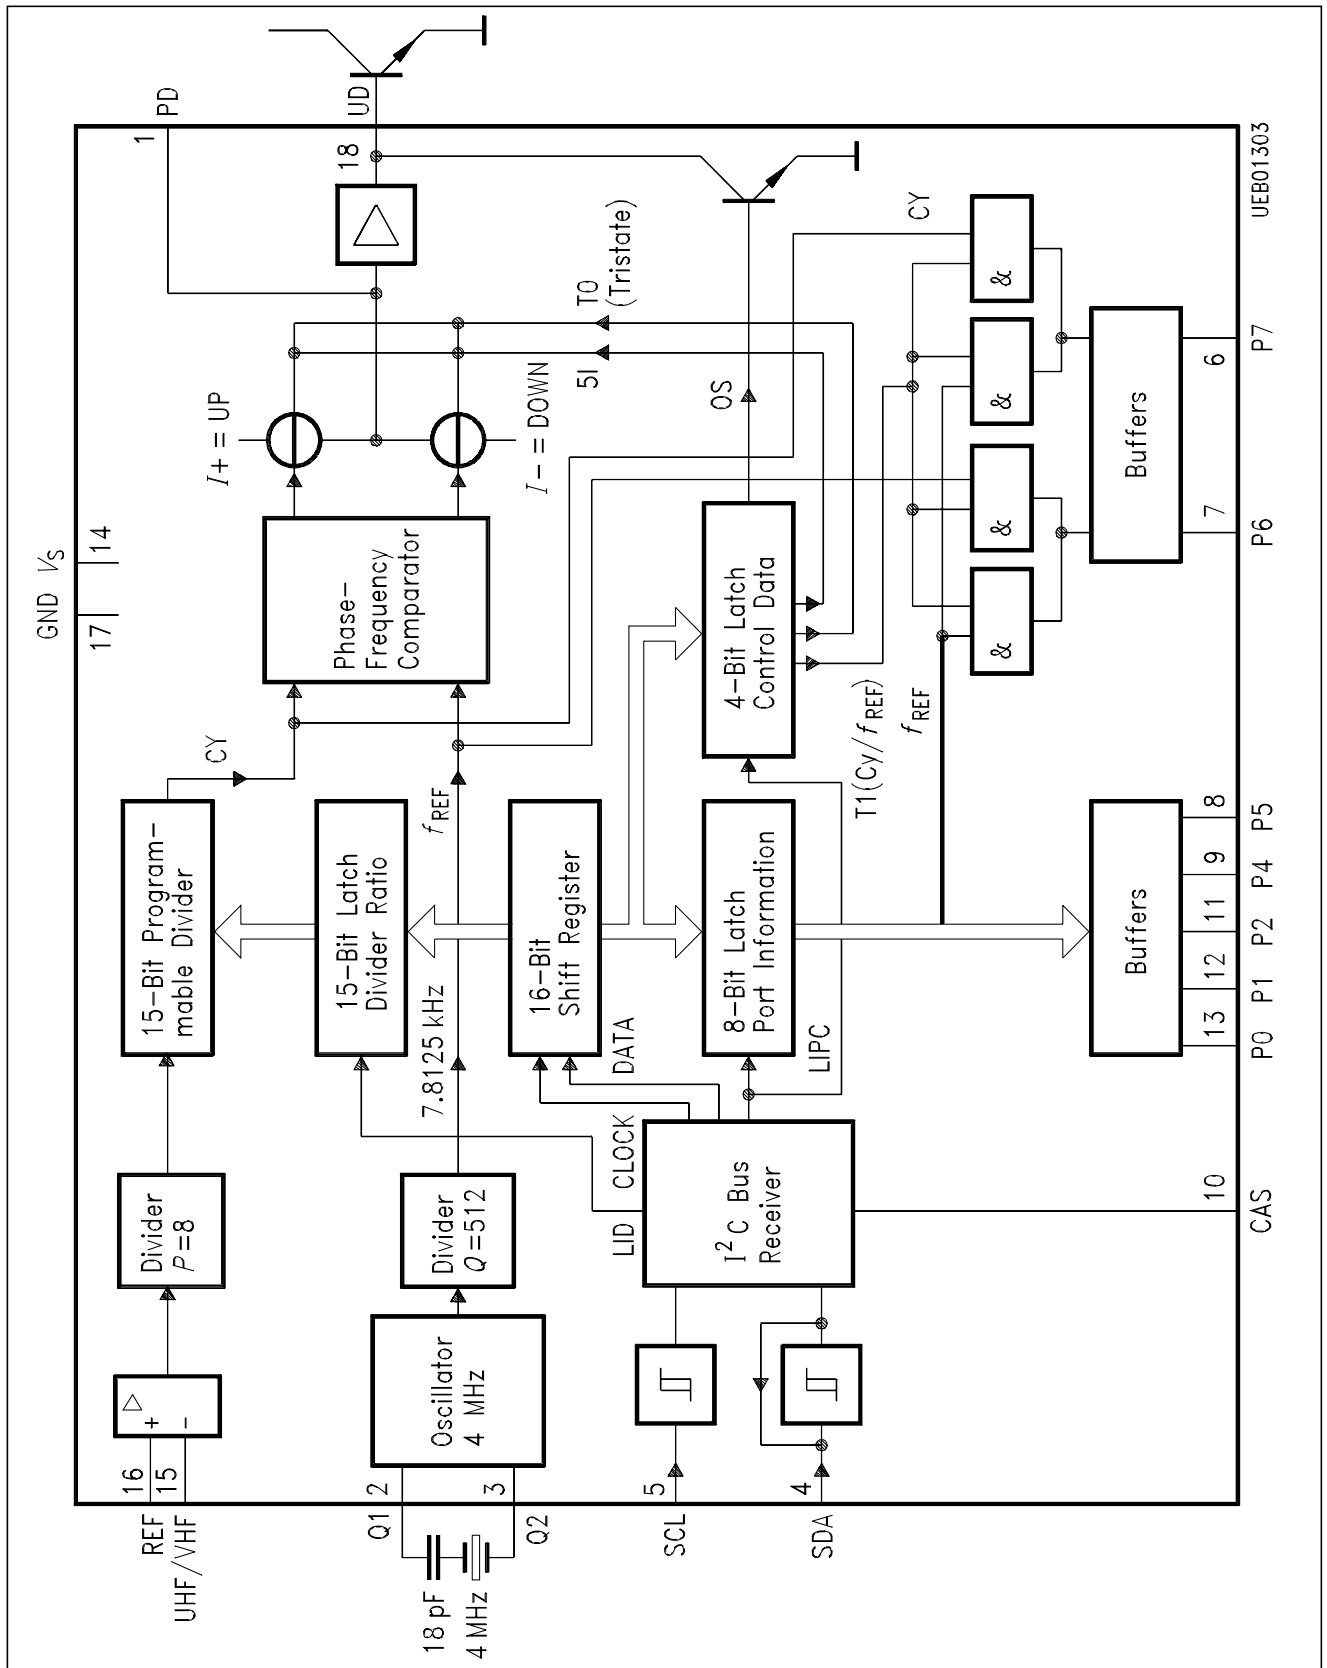 REF
16
UHF/VHF
15
+
−
Divider
P=8
15-Bit Program-
mable Divider
CY
GND
17
VS
14
I+ = UP
1
PD
18 pF
4 MHz
Q1
2
Q2
3
Oscillator
4 MHz
Divider
Q=512
7.8125 kHz
fREF
15-Bit Latch
Divider Ratio
Phase-
Frequency
Comparator
I− = DOWN
18
UD
5I
T0
(Tristate)
SCL
5
SDA
4
I2C Bus
Receiver
LID
CLOCK
DATA
LIPC
16-Bit
Shift Register
8-Bit Latch
Port Information
4-Bit Latch
Control Data
OS
T1(Cy/fREF)
fREF
CY
&
&
&
&
Buffers
Buffers
10
CAS
13
P0
12
P1
11
P2
9
P4
8
P5
7
P6
6
P7
UEB01303